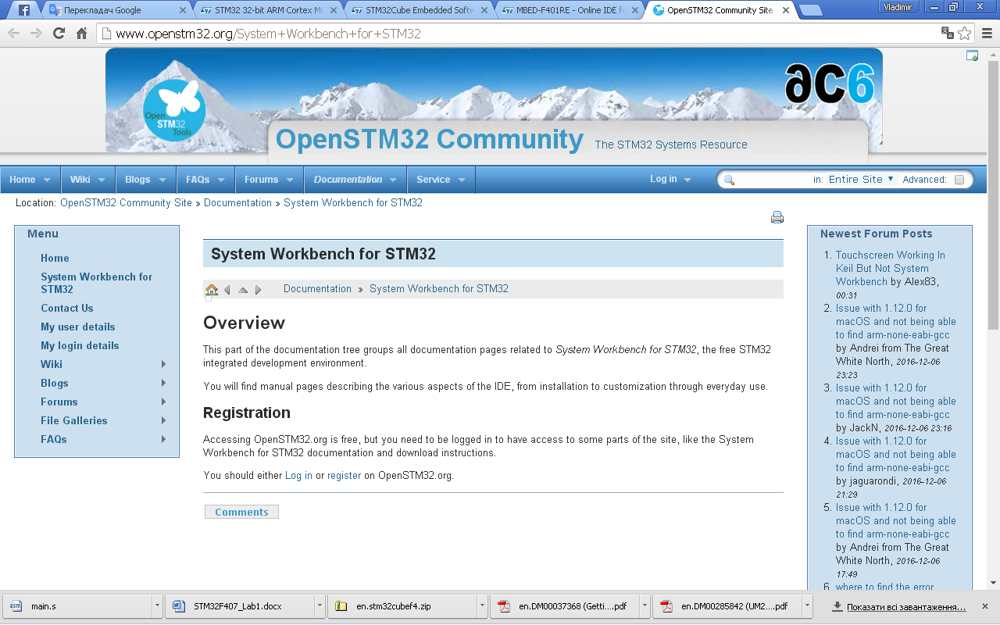 Перекладач Google
STM32 32-bit ARM Cortex MC
STM32Cube Embedded Softw
MBED-F401RE - Online IDE fo
OpenSTM32 Community Site
Vladimir
www.openstm32.org/System+Workbench+for+STM32
Open
STM32
Tools
ac6
OpenSTM32 Community The STM32 Systems Resource
Home Wiki Blogs FAQs Forums Documentation Service Log in in: Entire Site Advanced:
Location: OpenSTM32 Community Site » Documentation » System Workbench for STM32
Menu
Home
System Workbench for
STM32
Contact Us
My user details
My login details
Wiki
Blogs
Forums
File Galleries
FAQs
System Workbench for STM32
Documentation » System Workbench for STM32
Overview
This part of the documentation tree groups all documentation pages related to System Workbench for STM32, the free STM32
integrated development environment.
You will find manual pages describing the various aspects of the IDE, from installation to customization through everyday use.
Registration
Accessing OpenSTM32.org is free, but you need to be logged in to have access to some parts of the site, like the System
Workbench for STM32 documentation and download instructions.
You should either Log in or register on OpenSTM32.org.
Comments
Newest Forum Posts
1. Touchscreen Working In
Keil But Not System
Workbench by Alex83,
00:31
2. Issue with 1.12.0 for
macOS and not being able
to find arm-none-eabi-gcc
by Andrei from The Great
White North, 2016-12-06
23:23
3. Issue with 1.12.0 for
macOS and not being able
to find arm-none-eabi-gcc
by JackN, 2016-12-06 23:16
4. Issue with 1.12.0 for
macOS and not being able
to find arm-none-eabi-gcc
by jaguarondi, 2016-12-06
21:29
5. Issue with 1.12.0 for
macOS and not being able
to find arm-none-eabi-gcc
by Andrei from The Great
White North, 2016-12-06
17:49
6. where to find the error
main.s
STM32F407_Lab1.docx
en.stm32cubef4.zip
en.DM00037368 (Getti....pdf
en.DM00285842 (UM2....pdf
Показати всі завантаження...